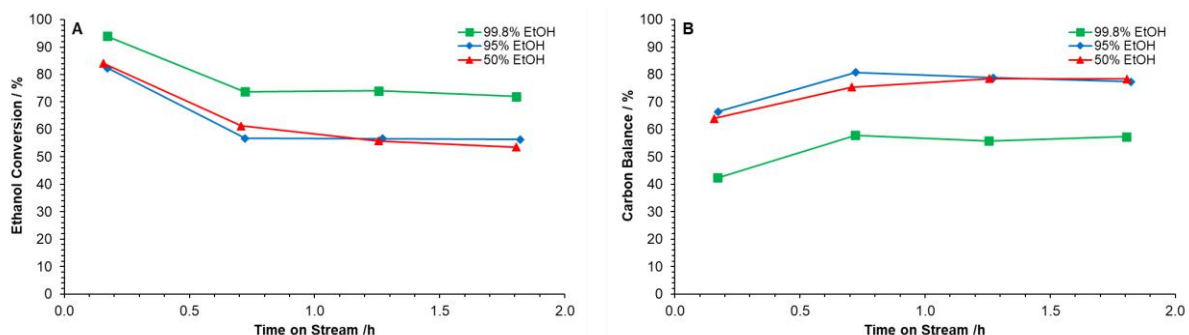 A
99.8% EtOH
95% EtOH
50% EtOH
Ethanol Conversion / %
100
90
80
70
60
50
40
30
20
10
0
0.0 0.5 1.0 1.5 2.0
Time on Stream /h
B
99.8% EtOH
95% EtOH
50% EtOH
Carbon Balance / %
100
90
80
70
60
50
40
30
20
10
0
0.0 0.5 1.0 1.5 2.0
Time on Stream /h